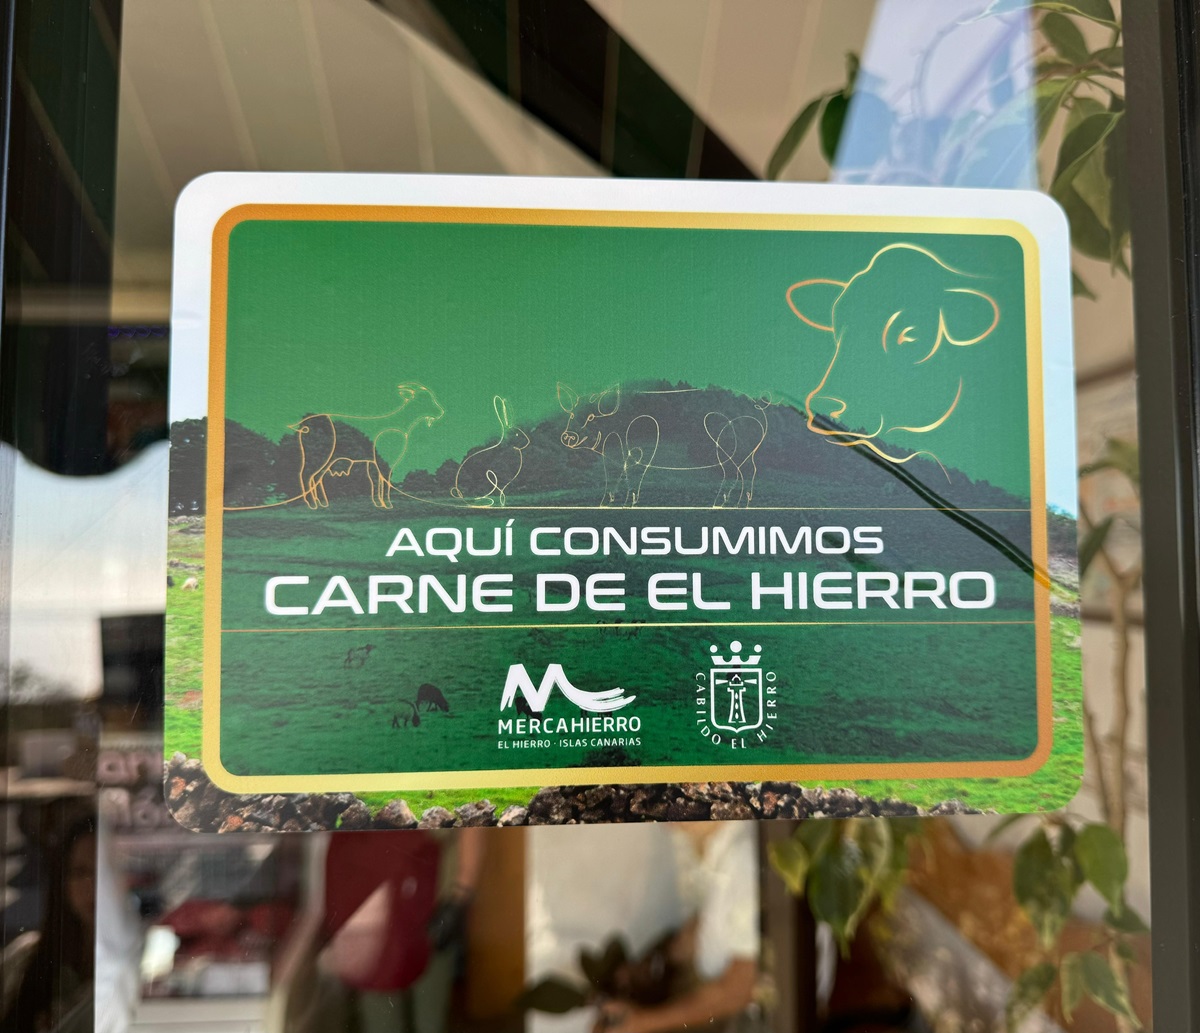 AQUÍ CONSUMIMOS
CARNE DE EL HIERRO
MERCAHIERRO
EL HIERRO · ISLAS CANARIAS
CABILDO EL HIERRO